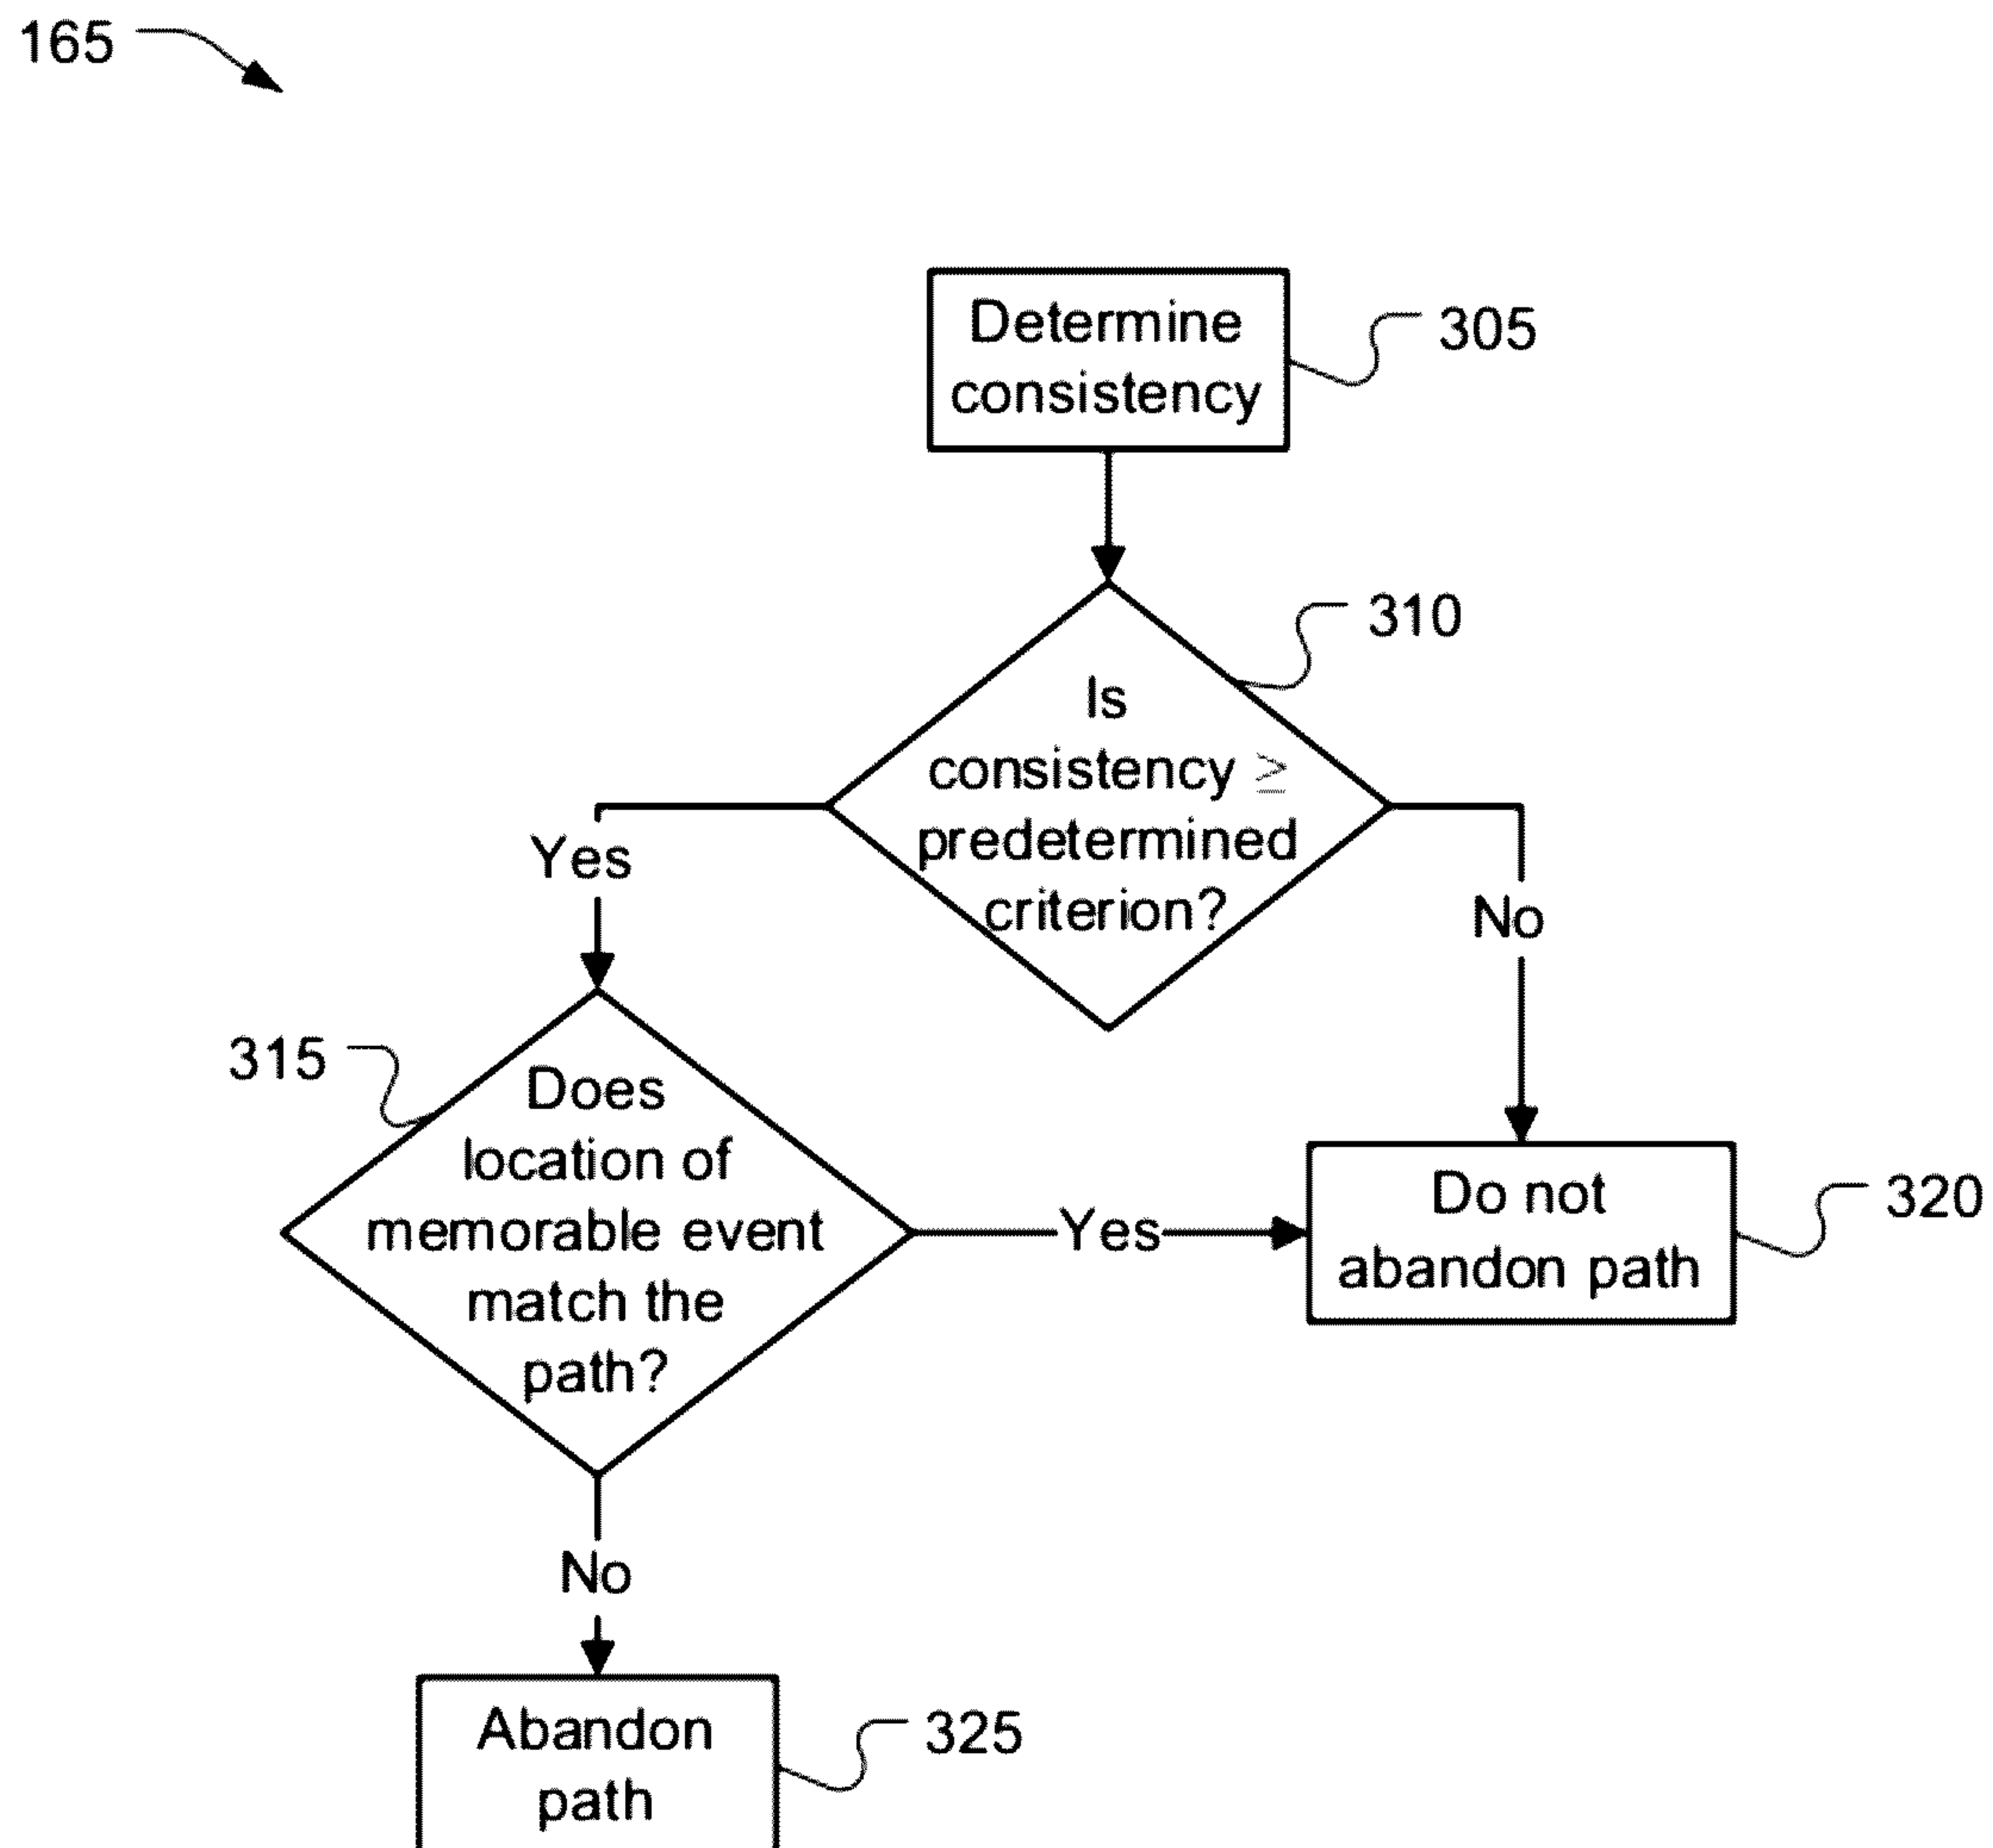 165
Determine
consistency
305
310
Is
consistency ≥
predetermined
criterion?
Yes
No
315
Does
location of
memorable event
match the
path?
Yes
Do not
abandon path
320
No
Abandon
path
325